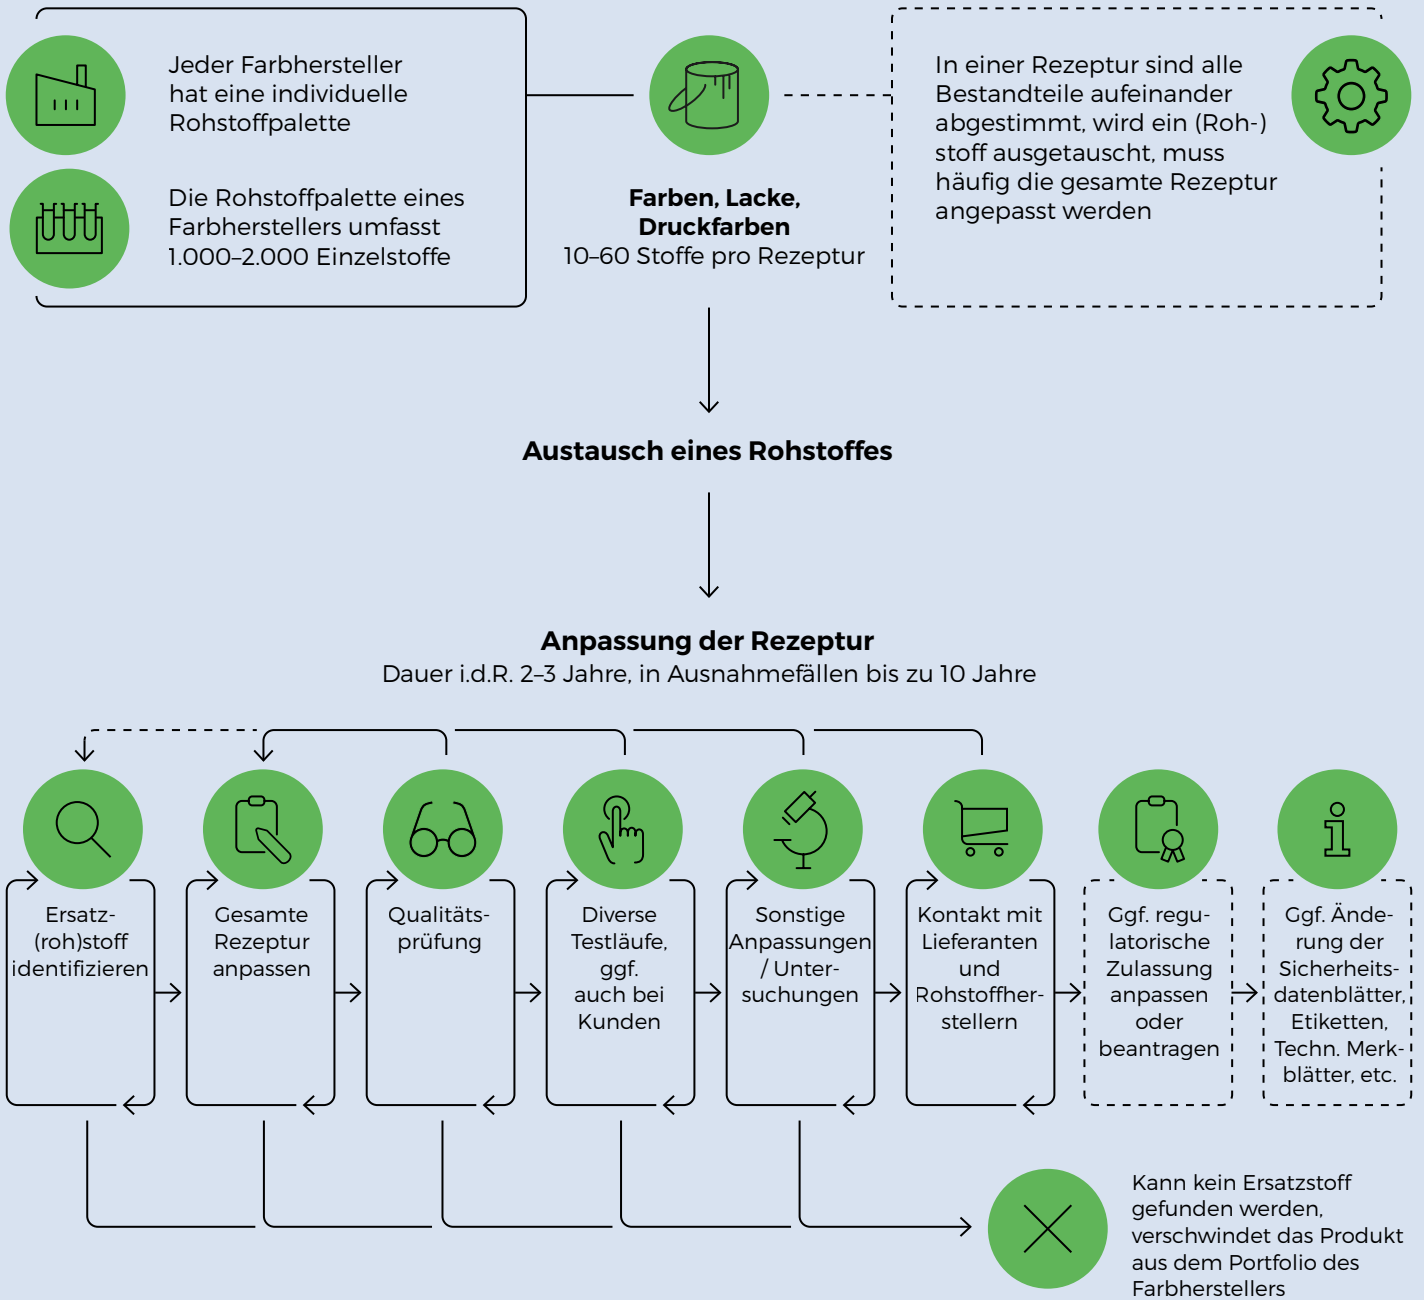 Jeder Farbhersteller
hat eine individuelle
Rohstoffpalette
Die Rohstoffpalette eines
Farbherstellers umfasst
1.000–2.000 Einzelstoffe
Farben, Lacke,
Druckfarben
10–60 Stoffe pro Rezeptur
In einer Rezeptur sind alle
Bestandteile aufeinander
abgestimmt, wird ein (Roh-)
stoff ausgetauscht, muss
häufig die gesamte Rezeptur
angepasst werden
Austausch eines Rohstoffes
Anpassung der Rezeptur
Dauer i.d.R. 2–3 Jahre, in Ausnahmefällen bis zu 10 Jahre
Ersatz-
(roh)stoff
identifizieren
Gesamte
Rezeptur
anpassen
Qualitäts-
prüfung
Diverse
Testläufe,
ggf.
auch bei
Kunden
Sonstige
Anpassungen
/ Unter-
suchungen
Kontakt mit
Lieferanten
und
Rohstoffher-
stellern
Ggf. regu-
latorische
Zulassung
anpassen
oder
beantragen
Ggf. Ände-
rung der
Sicherheits-
datenblätter,
Etiketten,
Techn. Merk-
blätter, etc.
Kann kein Ersatzstoff
gefunden werden,
verschwindet das Produkt
aus dem Portfolio des
Farbherstellers